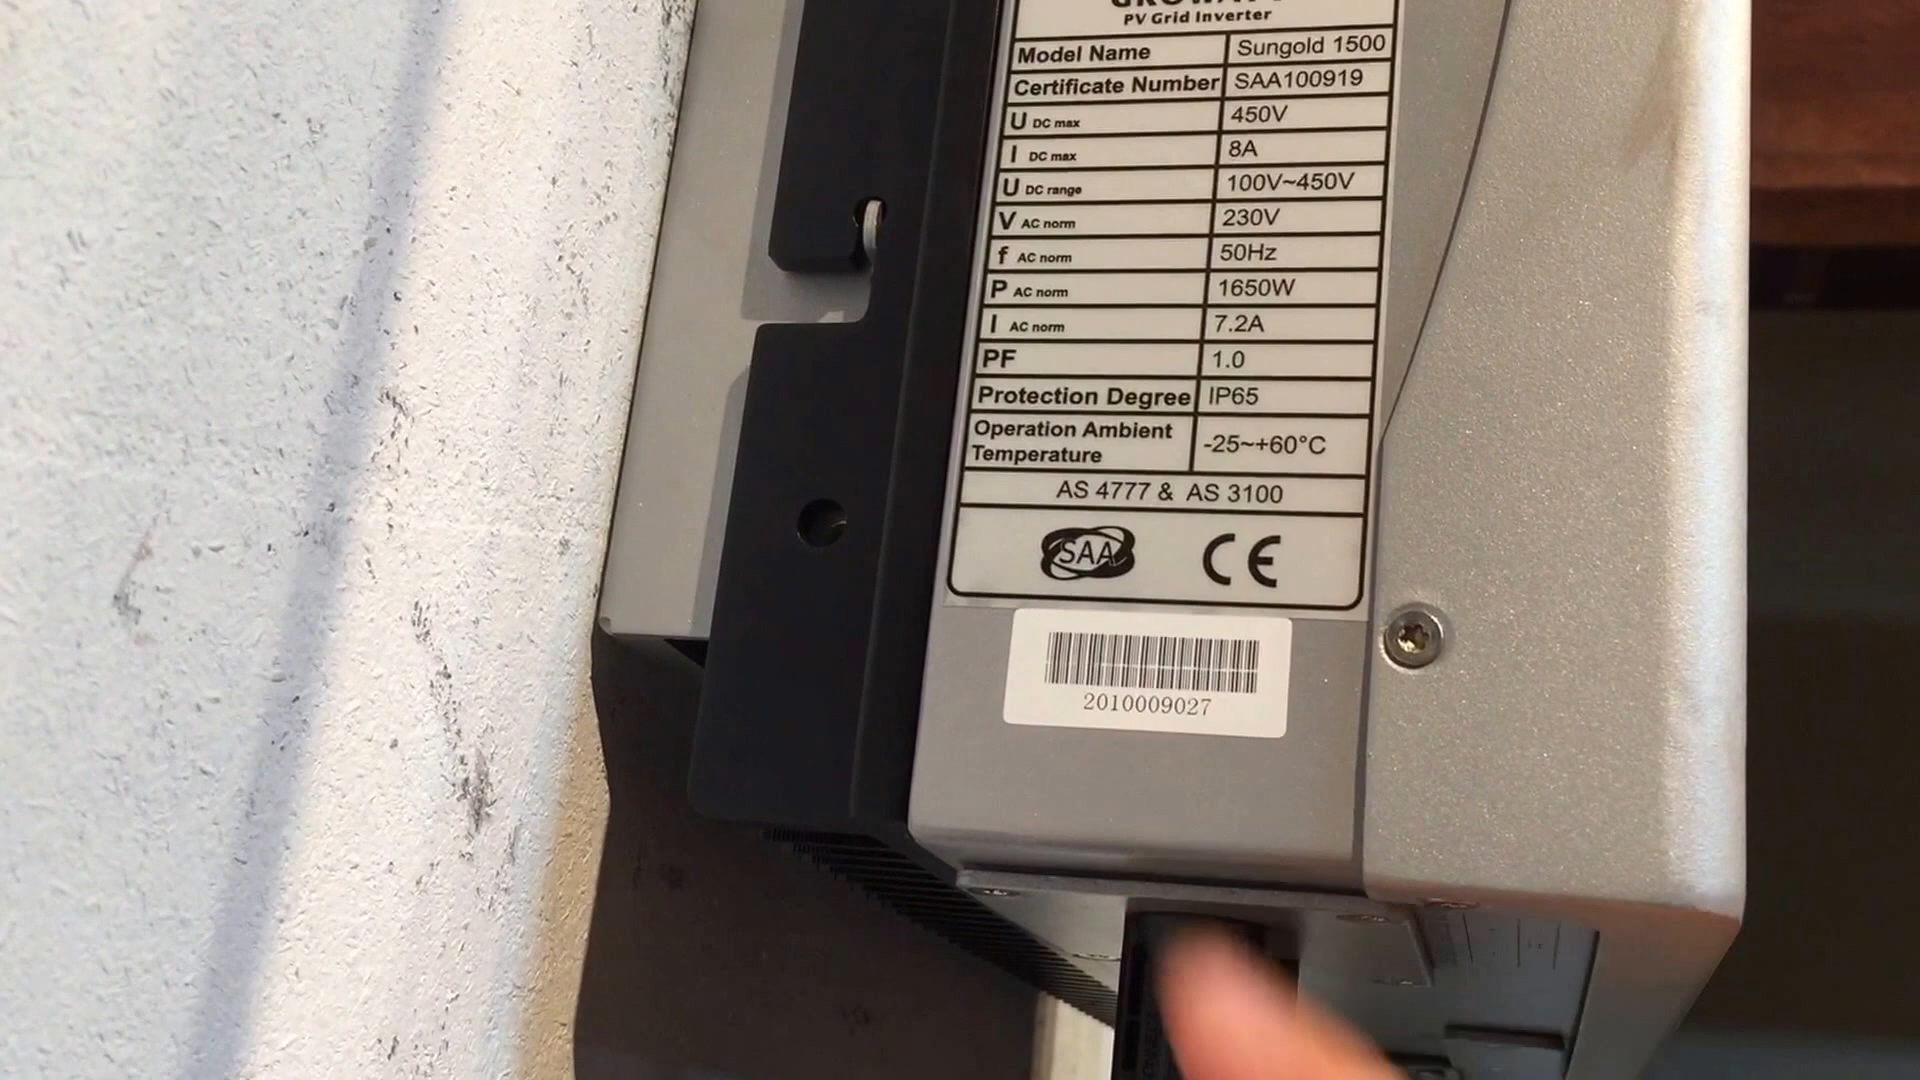 PV Grid Inverter
Model Name Sungold 1500
Certificate Number SAA100919
U DC max 450V
I DC max 8A
U DC range 100V~450V
V AC norm 230V
f AC norm 50Hz
P AC norm 1650W
I AC norm 7.2A
PF 1.0
Protection Degree IP65
Operation Ambient Temperature -25~+60°C
AS 4777 & AS 3100
SAA CE
2010009027